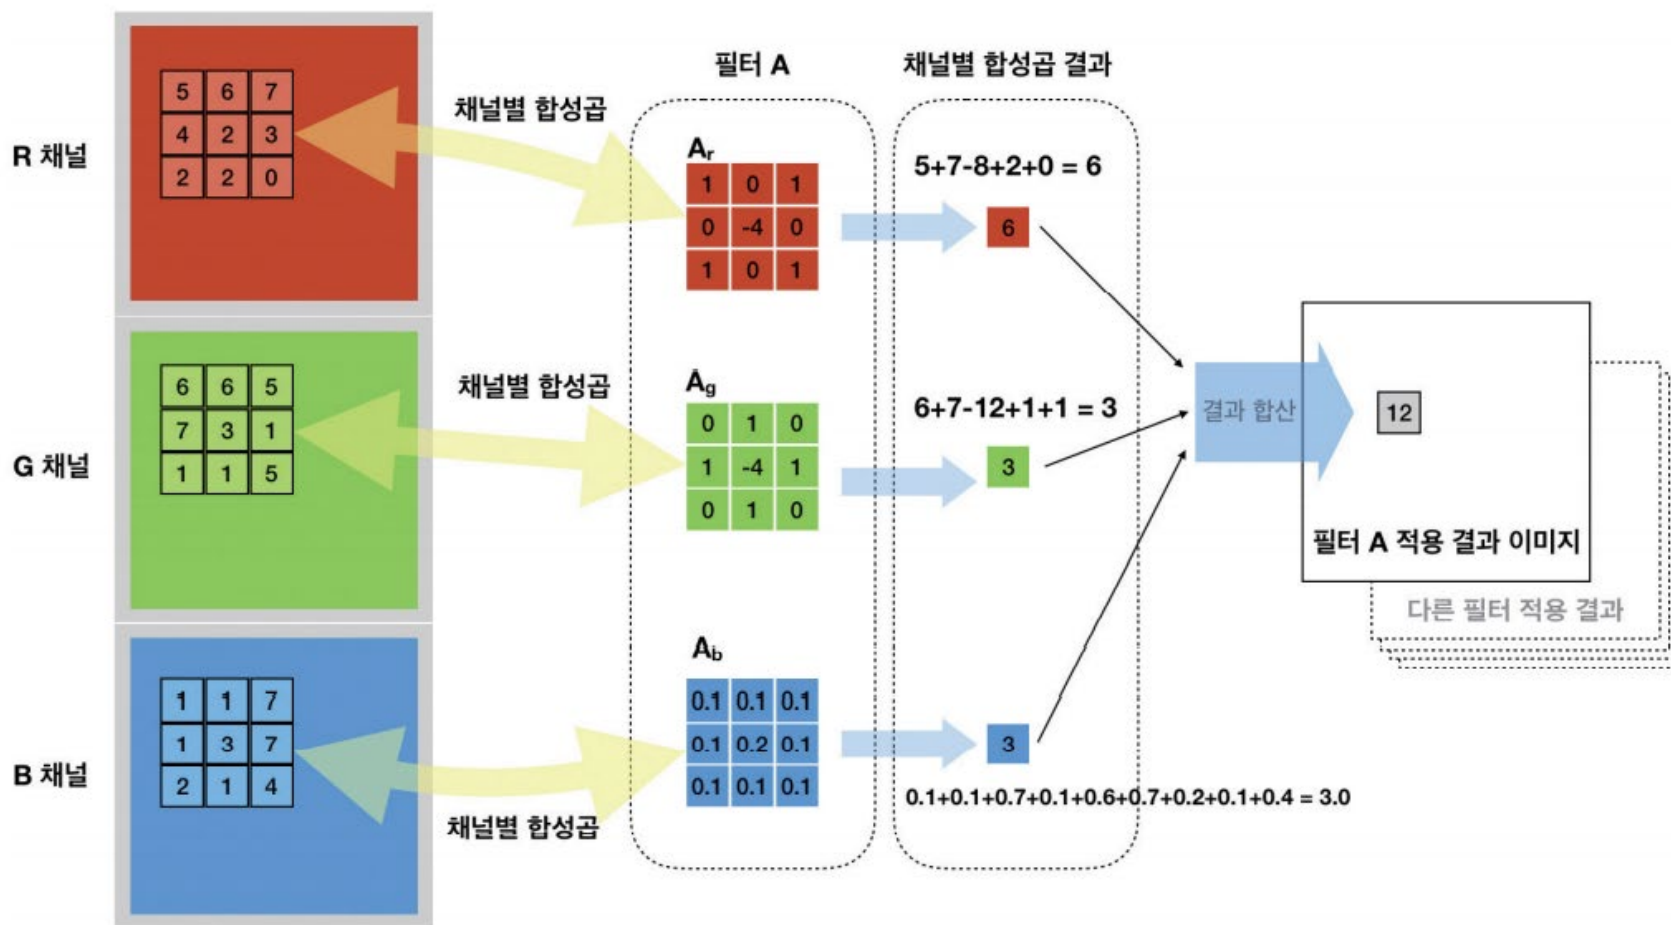 R 채널
5 6 7
4 2 3
2 2 0
채널별 합성곱
필터 A
Ar
1 0 1
0 -4 0
1 0 1
채널별 합성곱 결과
5+7-8+2+0 = 6
6
G 채널
6 6 5
7 3 1
1 1 5
채널별 합성곱
Ag
0 1 0
1 -4 1
0 1 0
6+7-12+1+1 = 3
3
B 채널
1 1 7
1 3 7
2 1 4
채널별 합성곱
Ab
0.1 0.1 0.1
0.1 0.2 0.1
0.1 0.1 0.1
3
0.1+0.1+0.7+0.1+0.6+0.7+0.2+0.1+0.4 = 3.0
결과 합산
12
필터 A 적용 결과 이미지
다른 필터 적용 결과